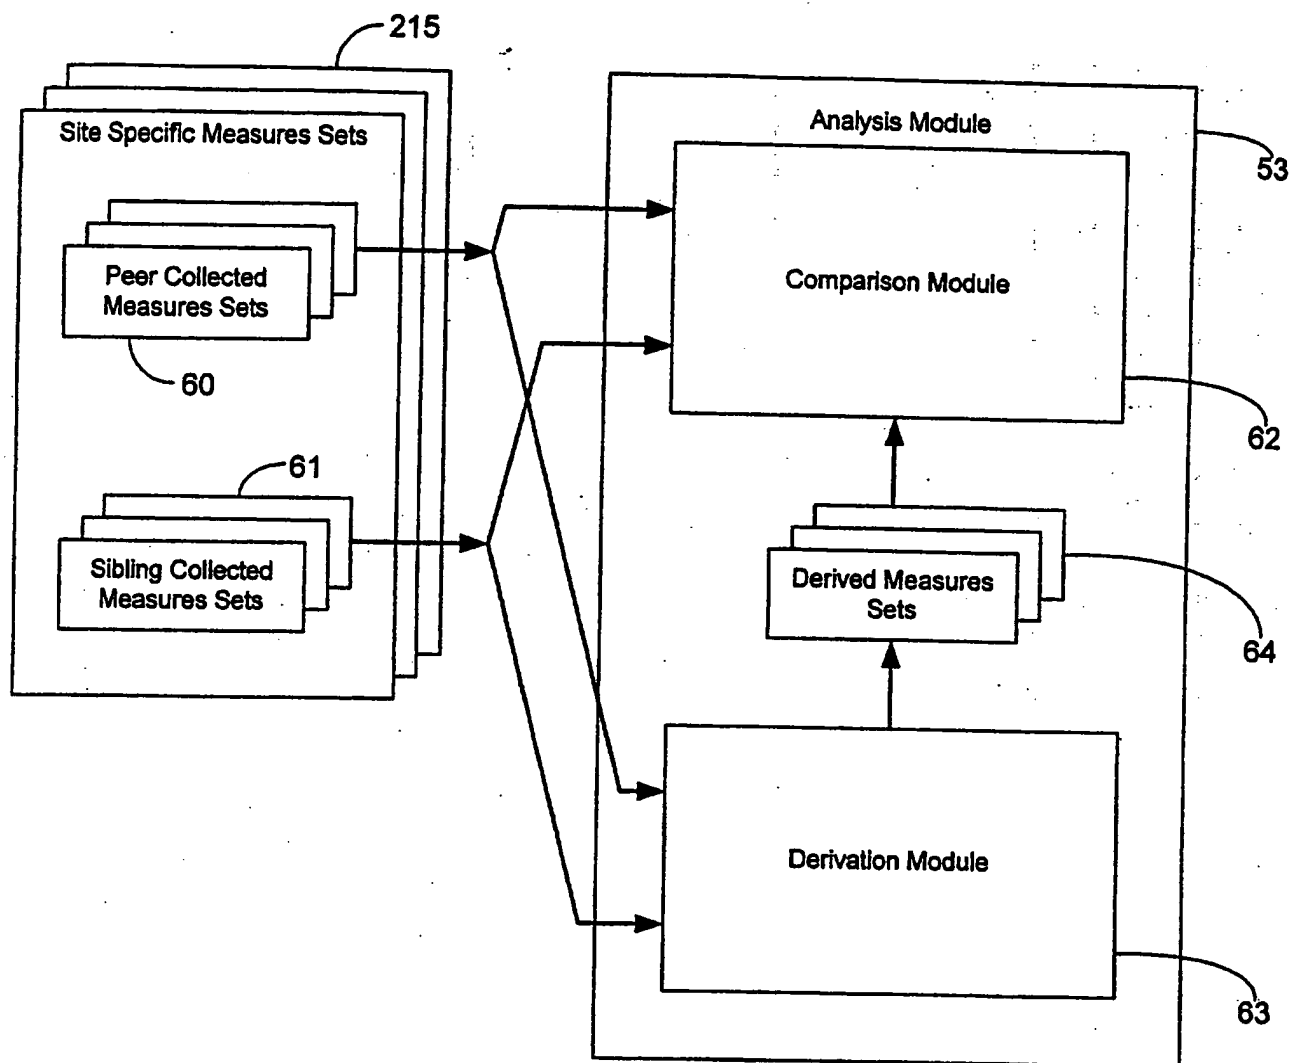 215
Site Specific Measures Sets
Analysis Module
53
Peer Collected
Measures Sets
60
Comparison Module
62
61
Sibling Collected
Measures Sets
Derived Measures
Sets
64
Derivation Module
63